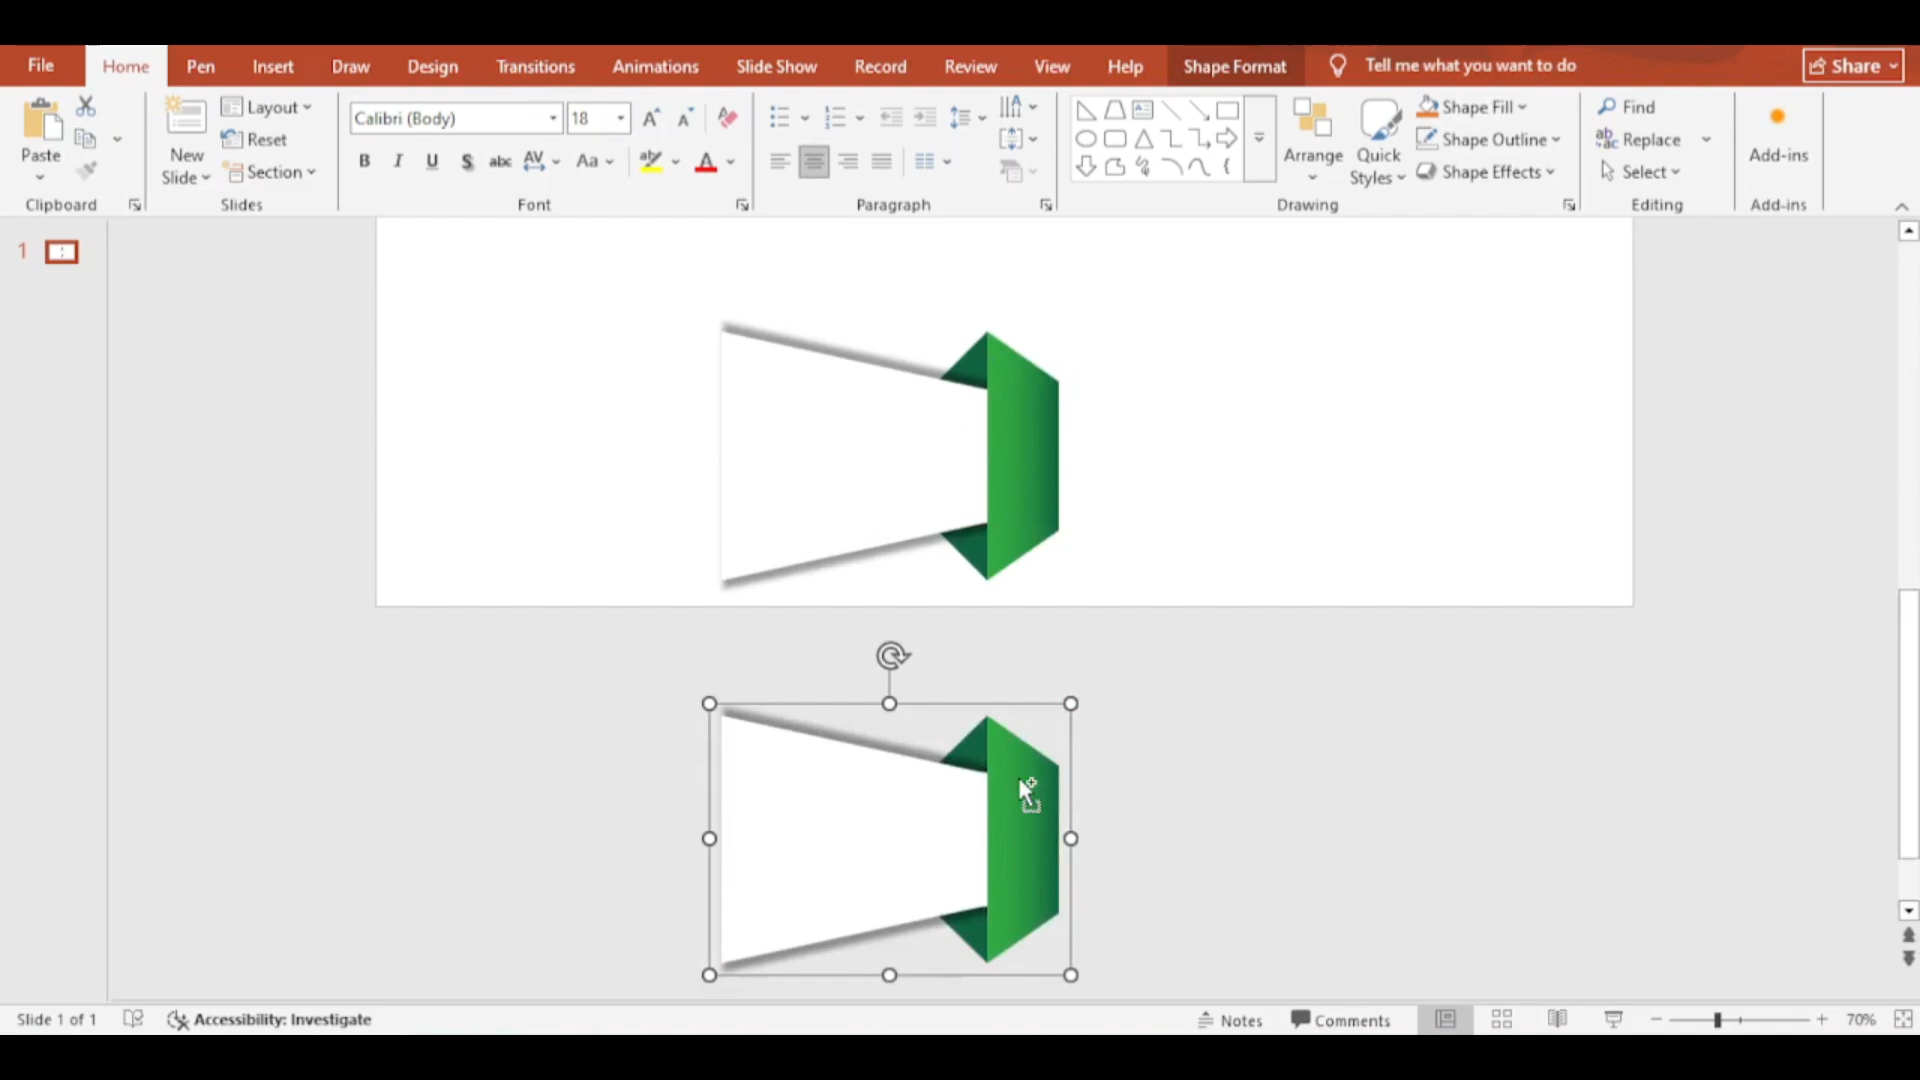 File Home Pen Insert Draw Design Transitions Animations Slide Show Record Review View Help Shape Format Tell me what you want to do Share
Paste
New Slide
Layout
Reset
Section
Calibri (Body) 18
B I U S abc AV Aa ab A
Arrange
Quick Styles
Shape Fill
Shape Outline
Shape Effects
Find
Replace
Select
Add-ins
Clipboard Slides Font Paragraph Drawing Editing Add-ins
1
Slide 1 of 1 Accessibility: Investigate Notes Comments 70%